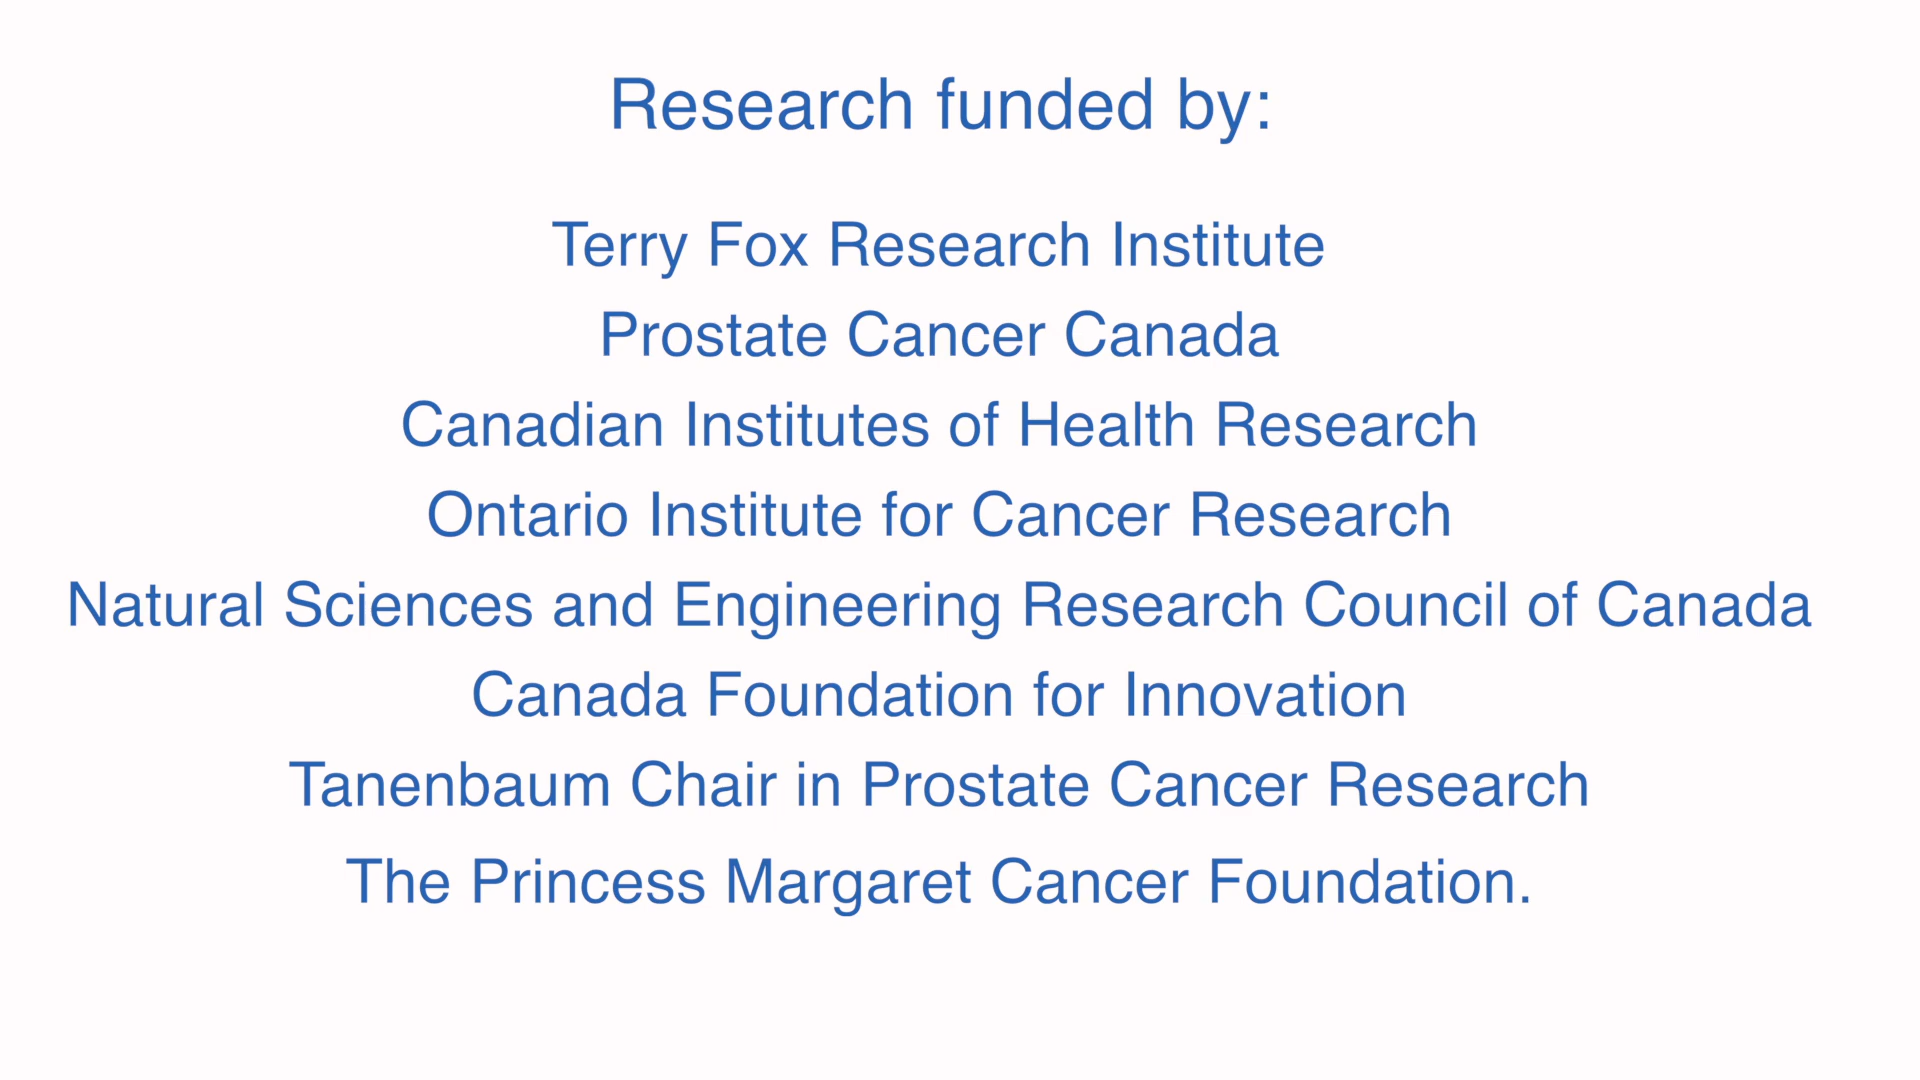 Research funded by:
Terry Fox Research Institute
Prostate Cancer Canada
Canadian Institutes of Health Research
Ontario Institute for Cancer Research
Natural Sciences and Engineering Research Council of Canada
Canada Foundation for Innovation
Tanenbaum Chair in Prostate Cancer Research
The Princess Margaret Cancer Foundation.